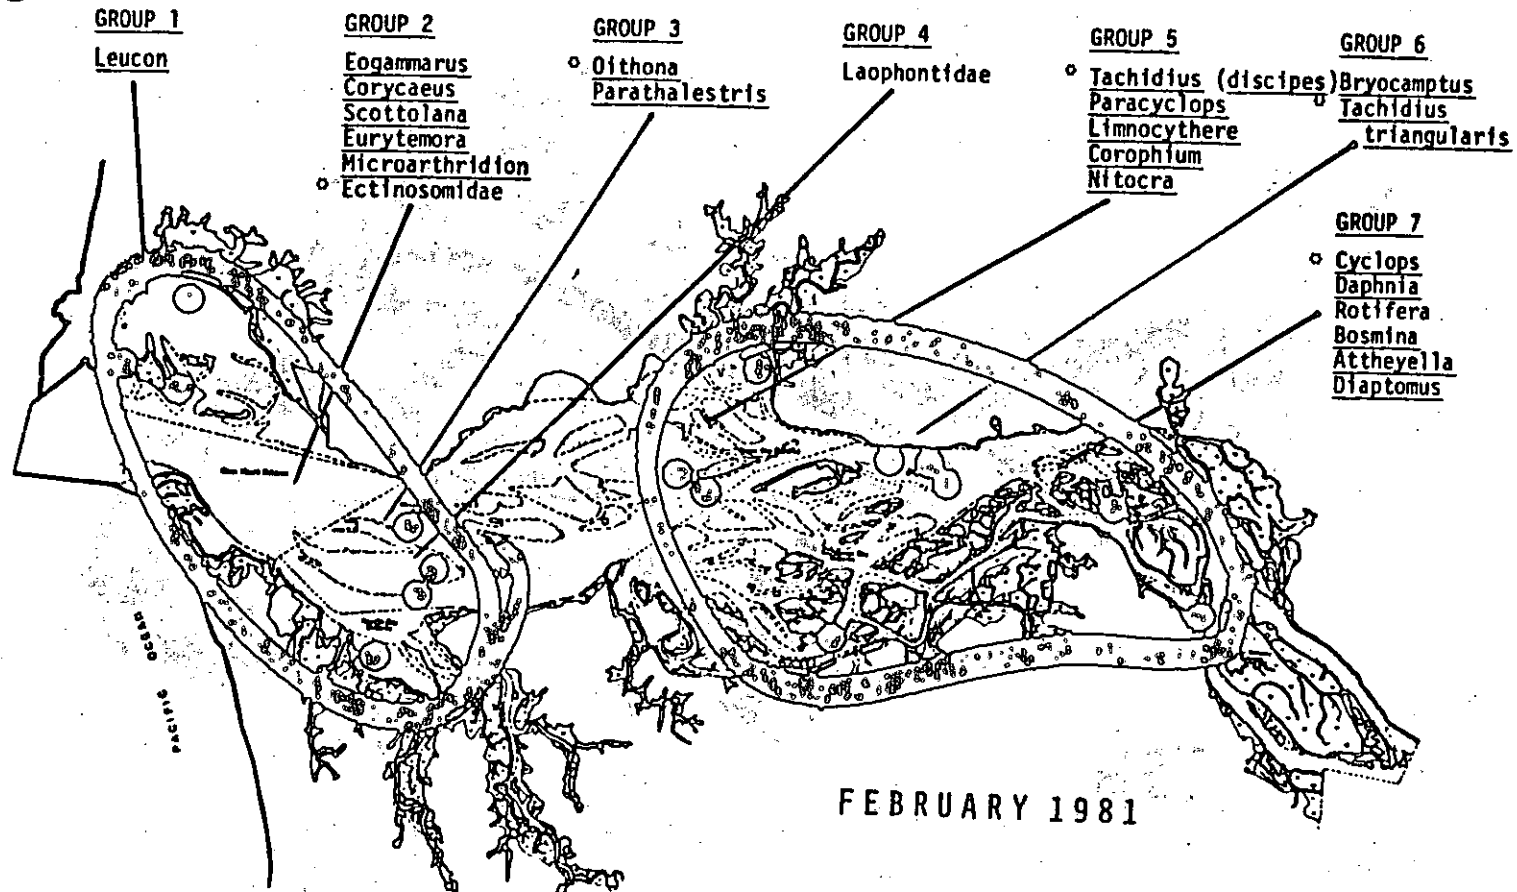 GROUP 1
Leucon
GROUP 2
Eogammarus
Corycaeus
Scottolana
Eurytemora
Microarthridion
Ectinosomidae
GROUP 3
Oithona
Parathalestris
GROUP 4
Laophontidae
GROUP 5
Tachidius (discipes)
Paracyclops
Limnocythere
Corophium
Nitocra
GROUP 6
Bryocamptus
Tachidius
triangularis
GROUP 7
Cyclops
Daphnia
Rotifera
Bosmina
Attheyella
Diaptomus
PACIFIC OCEAN
FEBRUARY 1981